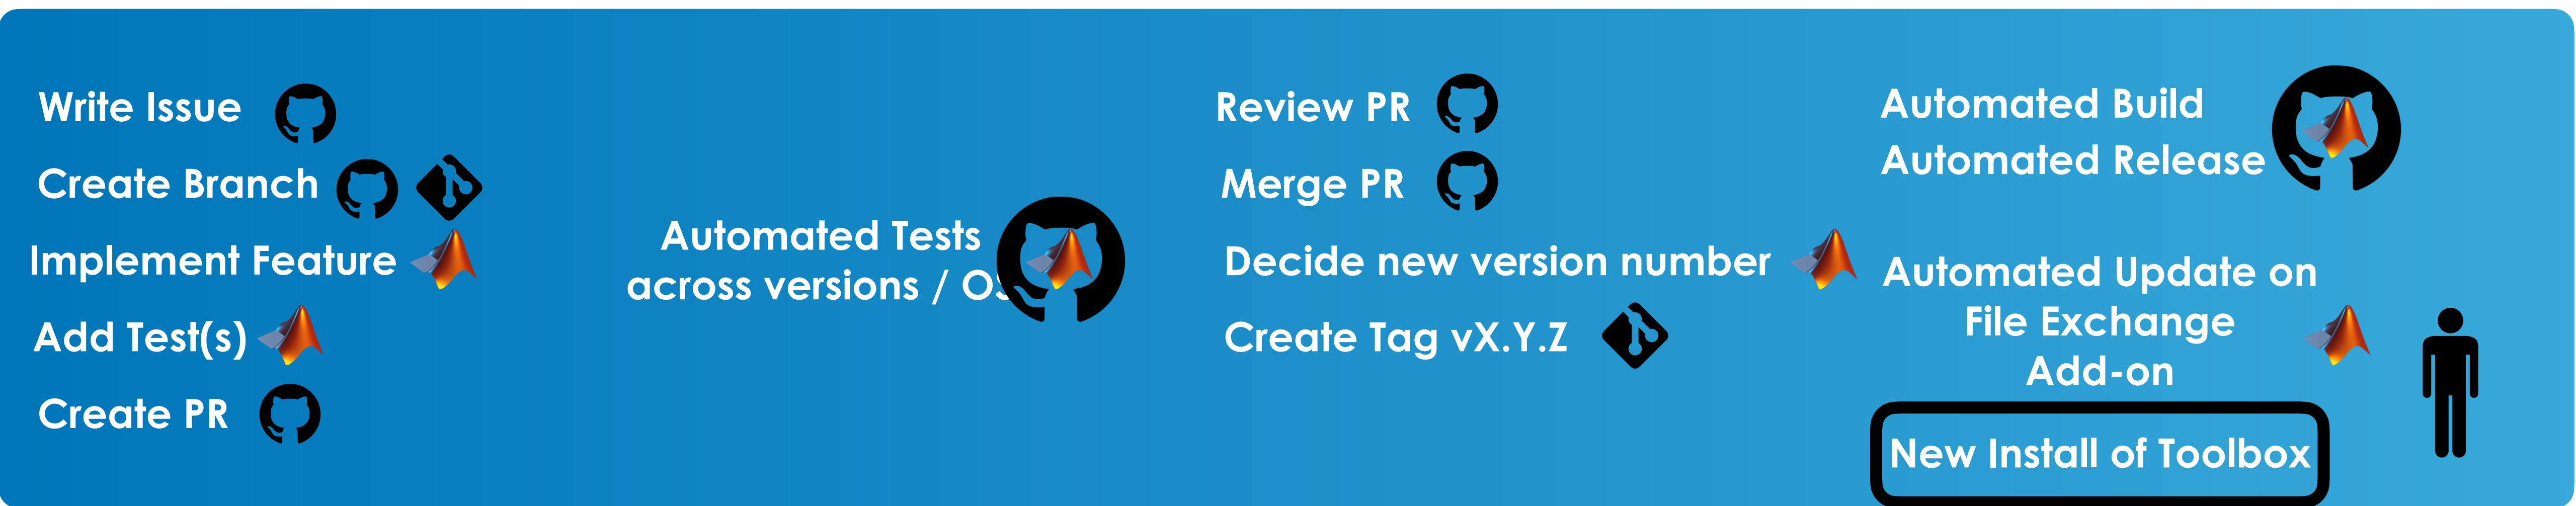 Write Issue
Create Branch
Implement Feature
Add Test(s)
Create PR
Automated Tests
across versions / OS
Review PR
Merge PR
Decide new version number
Create Tag vX.Y.Z
Automated Build
Automated Release
Automated Update on
File Exchange
Add-on
New Install of Toolbox